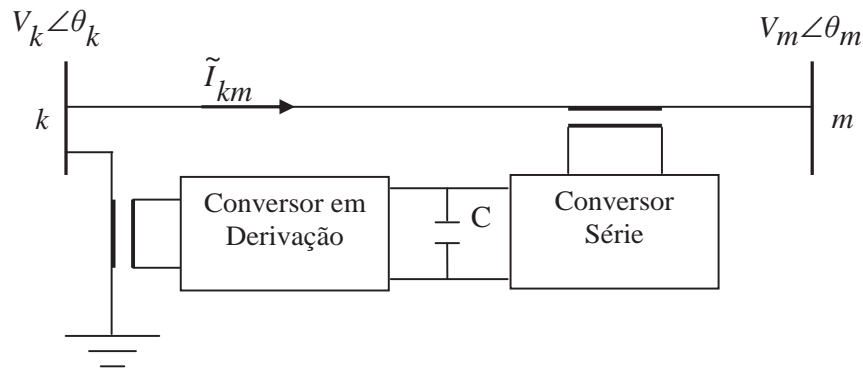 V_k∠θ_k
V_m∠θ_m
Ĩ_km
k
m
Conversor em
Derivação
C
Conversor
Série